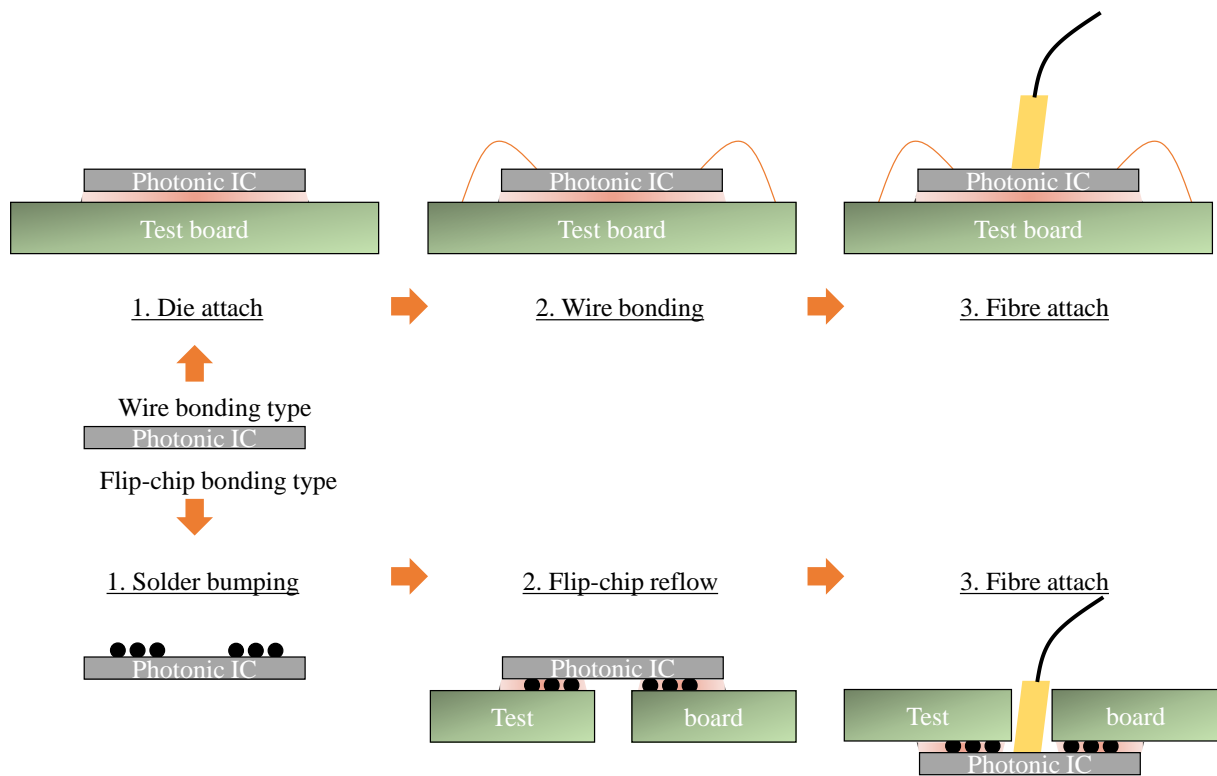 Photonic IC
Test board
Photonic IC
Test board
Photonic IC
Test board
1. Die attach
2. Wire bonding
3. Fibre attach
Wire bonding type
Photonic IC
Flip-chip bonding type
1. Solder bumping
2. Flip-chip reflow
3. Fibre attach
Photonic IC
Photonic IC
Test board
Test board
Photonic IC